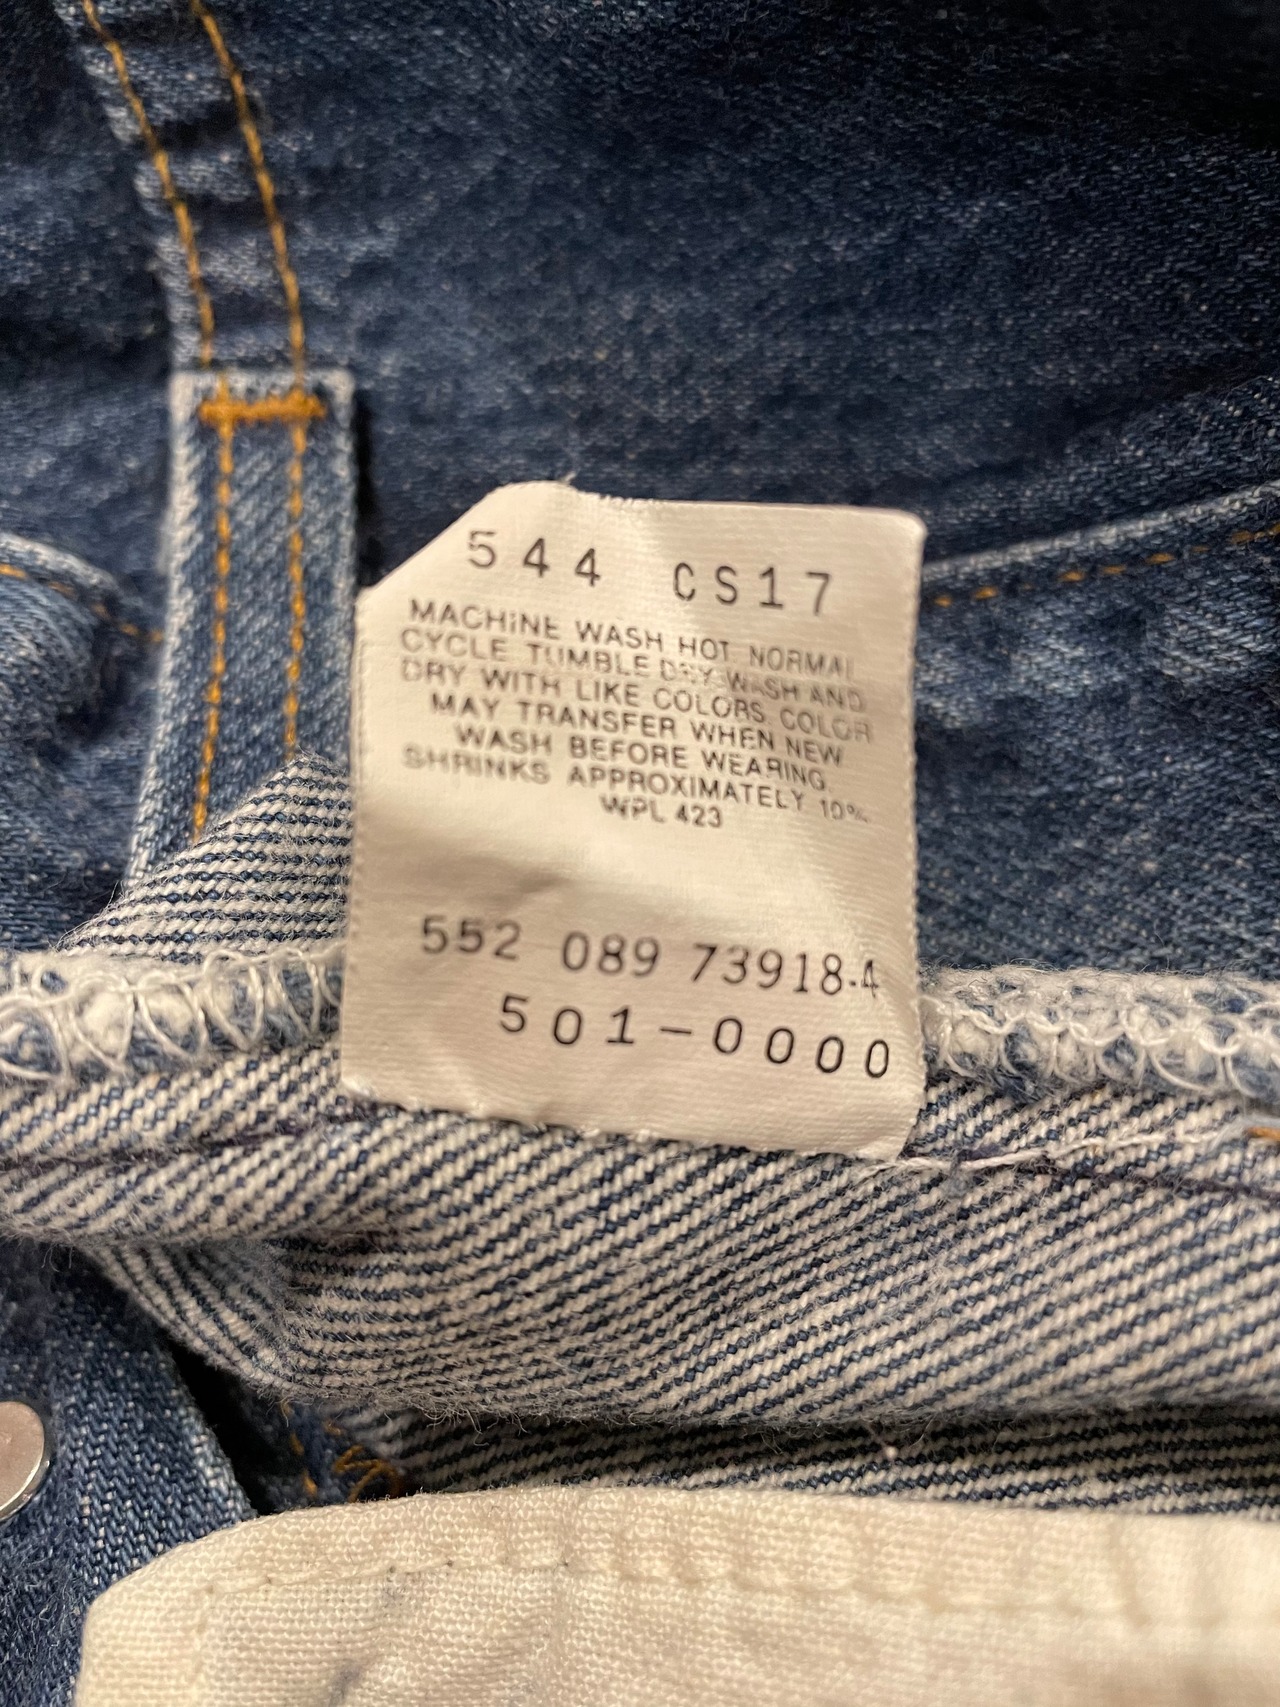 544 CS17
MACHINE WASH HOT NORMAL
CYCLE TUMBLE DRY WASH AND
DRY WITH LIKE COLORS COLOR
MAY TRANSFER WHEN NEW
WASH BEFORE WEARING.
SHRINKS APPROXIMATELY 10%
WPL 423
552 089 73918-4
501-0000